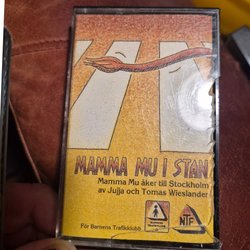 MAMMA MU I STAN
Mamma Mu åker till Stockholm
av Jujja och Tomas Wieslander
För Barnens Trafikklubb
NTF